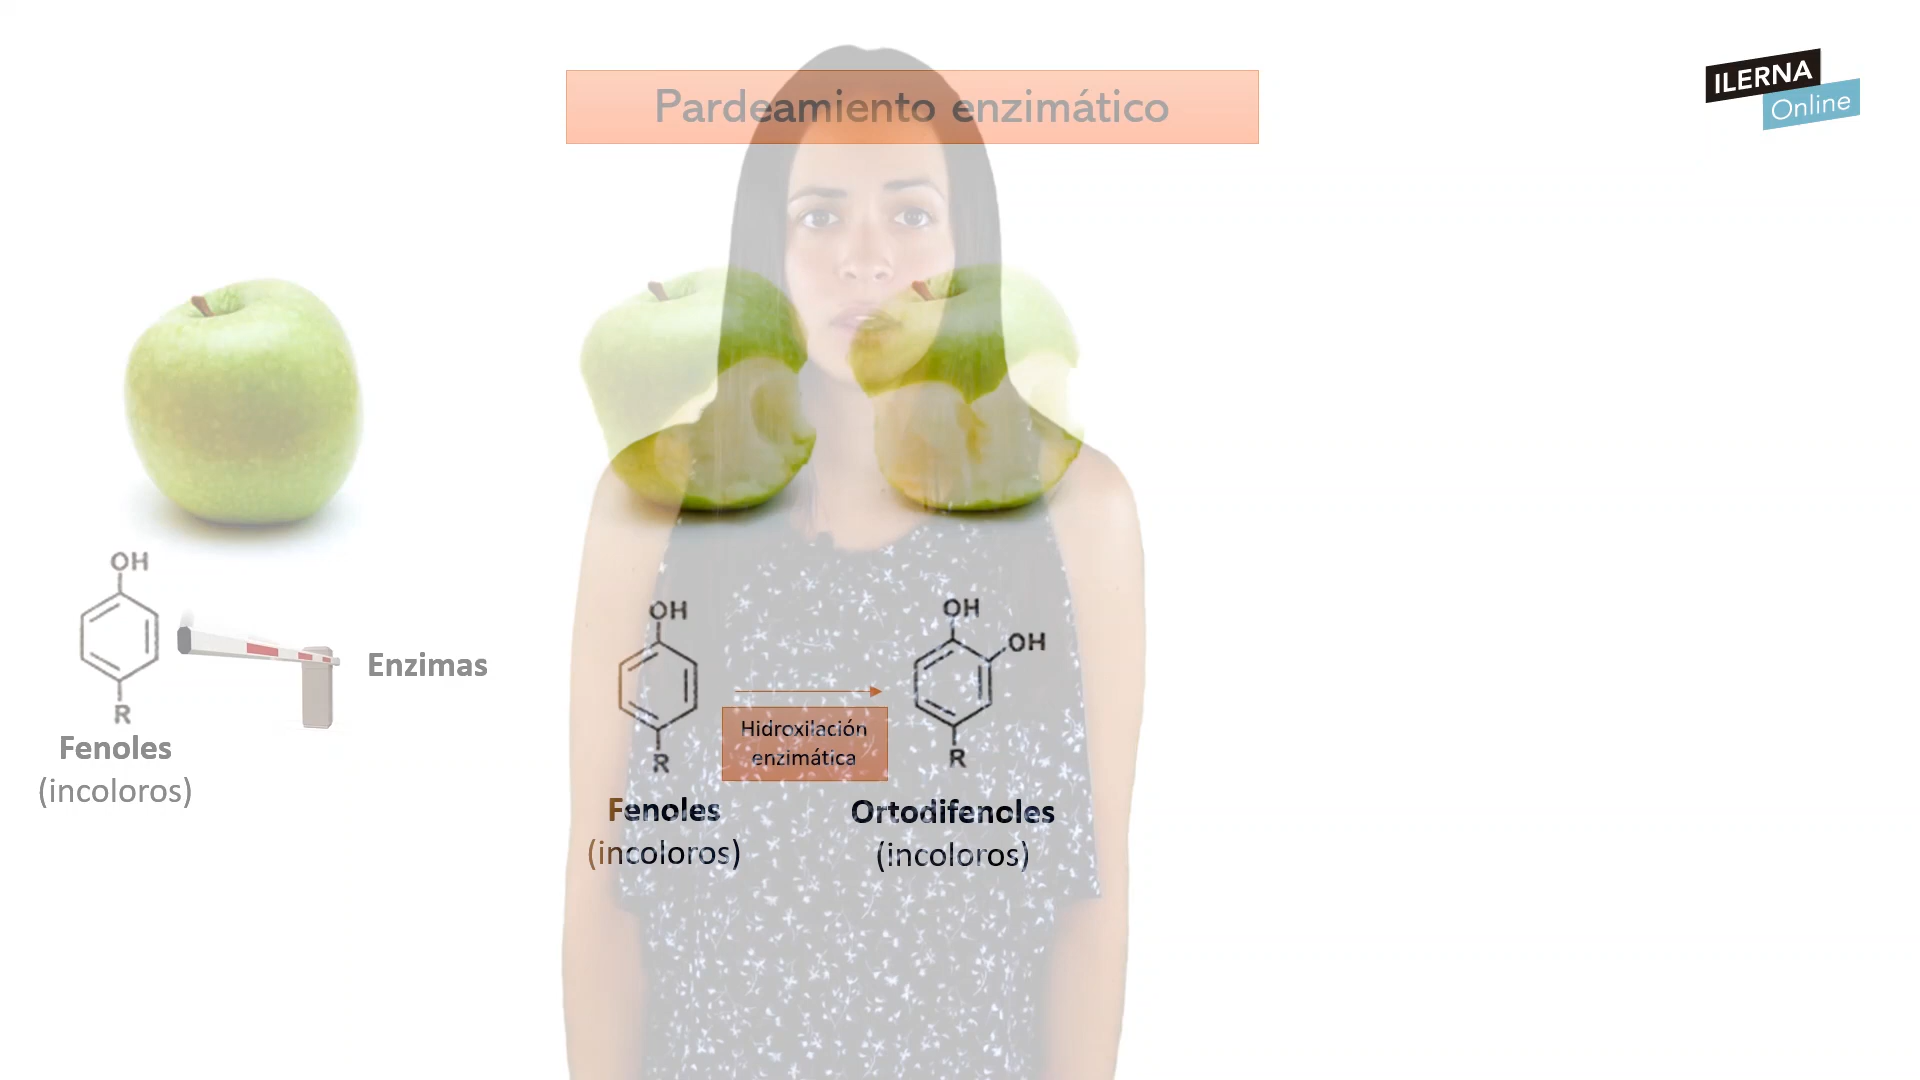 Pardeamiento enzimático
ILERNA
Online
OH
R
Fenoles
(incoloros)
Enzimas
OH
R
Fenoles
(incoloros)
Hidroxilación
enzimática
OH
OH
R
Ortodifenoles
(incoloros)